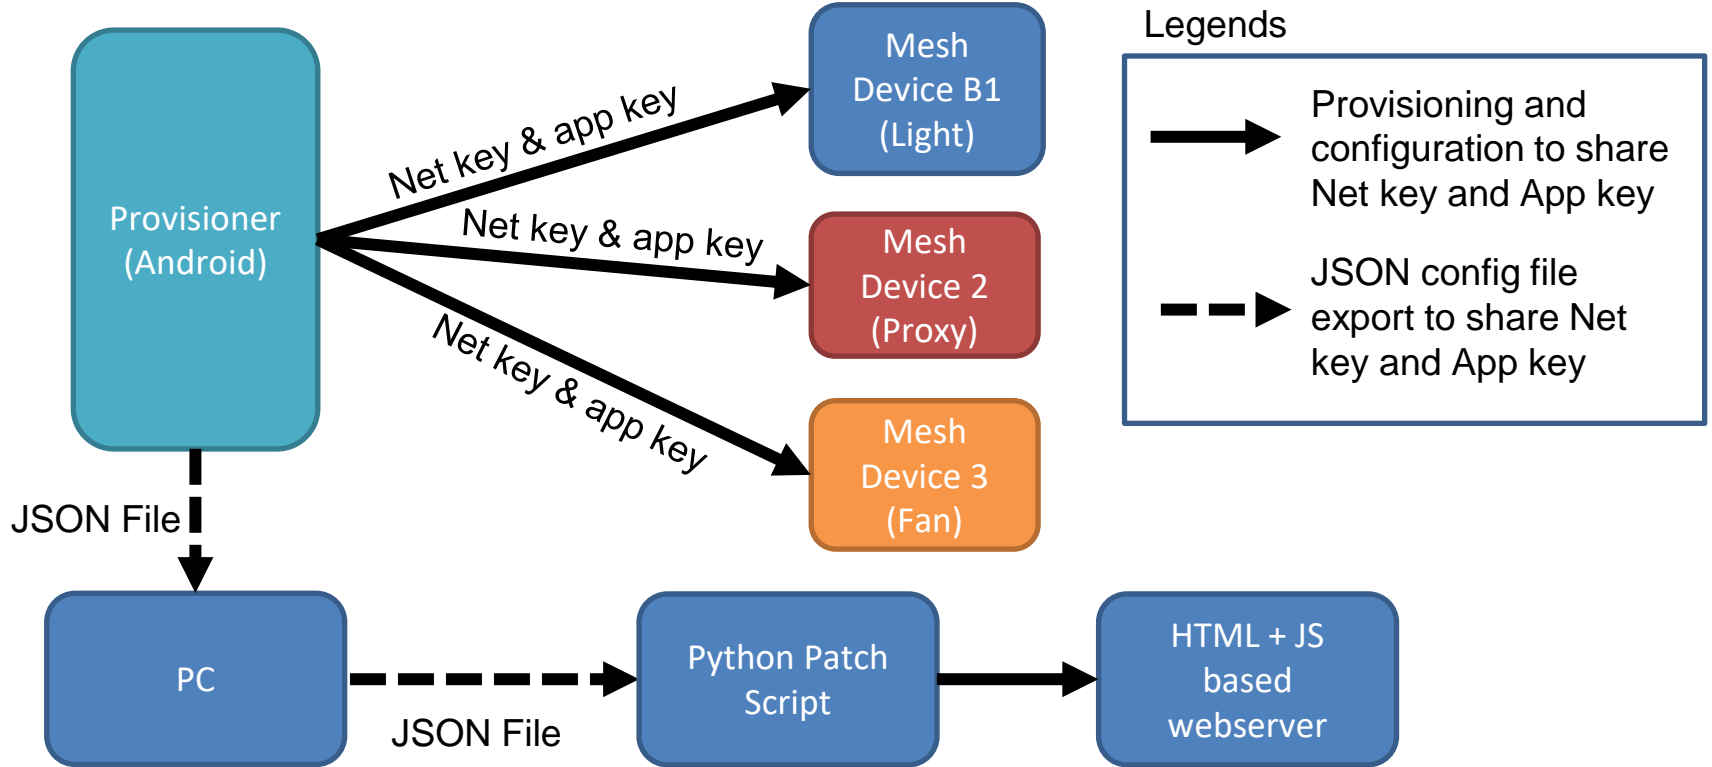 Legends
Mesh
Device B1
(Light)
Provisioning and
configuration to share
Net key and App key
Net key & app key
Provisioner
(Android)
Net key & app key
Mesh
Device 2
(Proxy)
JSON config file
export to share Net
key and App key
Net key & app key
Mesh
Device 3
(Fan)
JSON File
PC
JSON File
Python Patch
Script
HTML + JS
based
webserver